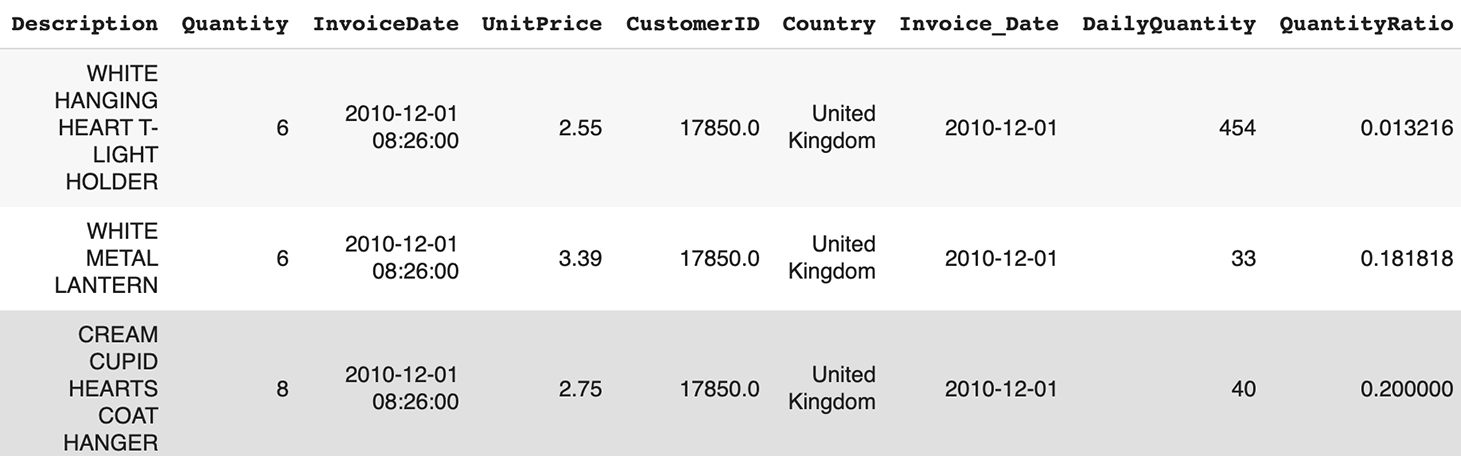 Description Quantity InvoiceDate UnitPrice CustomerID Country Invoice_Date DailyQuantity QuantityRatio
WHITE
HANGING
HEART T-
LIGHT
HOLDER
6
2010-12-01
08:26:00
2.55
17850.0
United
Kingdom
2010-12-01
454
0.013216
WHITE
METAL
LANTERN
6
2010-12-01
08:26:00
3.39
17850.0
United
Kingdom
2010-12-01
33
0.181818
CREAM
CUPID
HEARTS
COAT
HANGER
8
2010-12-01
08:26:00
2.75
17850.0
United
Kingdom
2010-12-01
40
0.200000